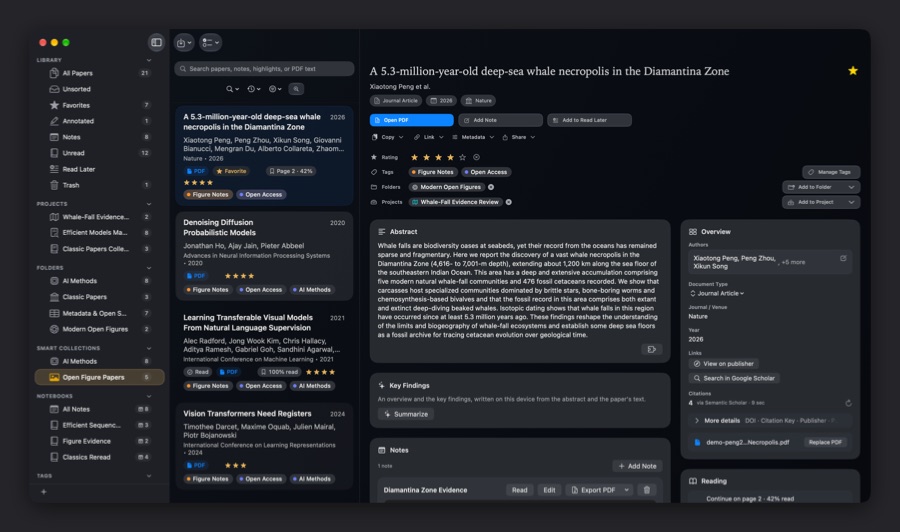 LIBRARY
All Papers 21
Unsorted
Favorites 7
Annotated 1
Notes 8
Unread 12
Read Later
Trash 1
PROJECTS
Whale-Fall Evidence... 2
Efficient Models Ma... 8
Classic Papers Colle... 3
FOLDERS
AI Methods 8
Classic Papers 3
Metadata & Open S... 7
Modern Open Figures 2
SMART COLLECTIONS
AI Methods 6
Open Figure Papers 5
NOTEBOOKS
All Notes 6
Efficient Sequenc... 3
Figure Evidence 2
Classics Reread 4
TAGS
Search papers, notes, highlights, or PDF text
A 5.3-million-year-old deep-sea whale 2026
necropolis in the Diamantina Zone
Xiaotong Peng, Peng Zhou, Xikun Song, Giovanni
Bianucci, Mengran Du, Alberto Collareta, Zhaom...
Nature • 2026
PDF Favorite Page 2 · 42%
Figure Notes Open Access
Denoising Diffusion 2020
Probabilistic Models
Jonathan Ho, Ajay Jain, Pieter Abbeel
Advances in Neural Information Processing Systems
• 2020
PDF
Figure Notes Open Access AI Methods
Learning Transferable Visual Models 2021
From Natural Language Supervision
Alec Radford, Jong Wook Kim, Chris Hallacy,
Aditya Ramesh, Gabriel Goh, Sandhini Agarwal,...
International Conference on Machine Learning • 2021
Read PDF 100% read
Figure Notes Open Access AI Methods
Vision Transformers Need Registers 2024
Timothee Darcet, Maxime Oquab, Julien Mairal,
Piotr Bojanowski
International Conference on Learning Representations
• 2024
PDF
Figure Notes Open Access AI Methods
A 5.3-million-year-old deep-sea whale necropolis in the Diamantina Zone
Xiaotong Peng et al.
Journal Article 2026 Nature
Open PDF Add Note Add to Read Later
Copy Link Metadata Share
Rating
Tags Figure Notes Open Access Manage Tags
Folders Modern Open Figures Add to Folder
Projects Whale-Fall Evidence Review Add to Project
Abstract
Whale falls are biodiversity oases at seabeds, yet their record from the oceans has remained
sparse and fragmentary. Here we report the discovery of a vast whale necropolis in the
Diamantina Zone (4,616- to 7,001-m depth), extending about 1,200 km along the sea floor of
the southeastern Indian Ocean. This area has a deep and extensive accumulation comprising
five modern natural whale-fall communities and 476 fossil cetaceans recorded. We show that
carcasses host specialized communities dominated by brittle stars, bone-boring worms and
chemosynthesis-based bivalves and that the fossil record in this area comprises both extant
and extinct deep-diving beaked whales. Isotopic dating shows that whale falls in this region
have occurred since at least 5.3 million years ago. These findings reshape the understanding
of the limits and biogeography of whale-fall ecosystems and establish some deep sea floors
as a fossil archive for tracing cetacean evolution over geological time.
Key Findings
An overview and the key findings, written on this device from the abstract and the paper's text.
Summarize
Notes
1 note
Add Note
Diamantina Zone Evidence Read Edit Export PDF
Overview
Authors
Xiaotong Peng, Peng Zhou, , +5 more
Xikun Song
Document Type
Journal Article
Journal / Venue
Nature
Year
2026
Links
View on publisher
Search in Google Scholar
Citations
4 via Semantic Scholar · 9 sec
More details DOI · Citation Key · Publisher ·
demo-peng2...Necropolis.pdf Replace PDF
Reading
Continue on page 2 · 42% read